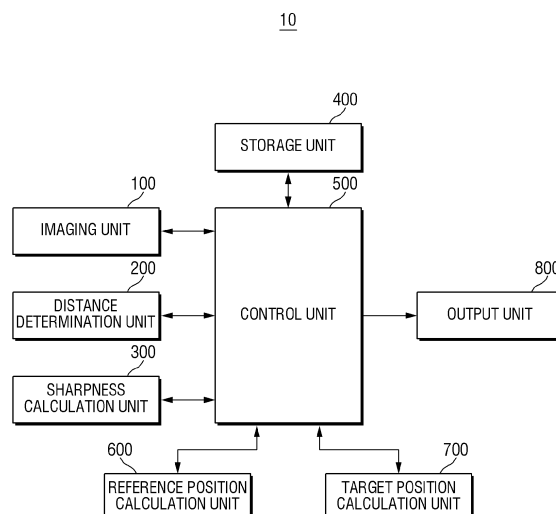 10
400
STORAGE UNIT
100
500
IMAGING UNIT
200
800
DISTANCE
DETERMINATION UNIT
CONTROL UNIT
OUTPUT UNIT
300
SHARPNESS
CALCULATION UNIT
600
700
REFERENCE POSITION
CALCULATION UNIT
TARGET POSITION
CALCULATION UNIT